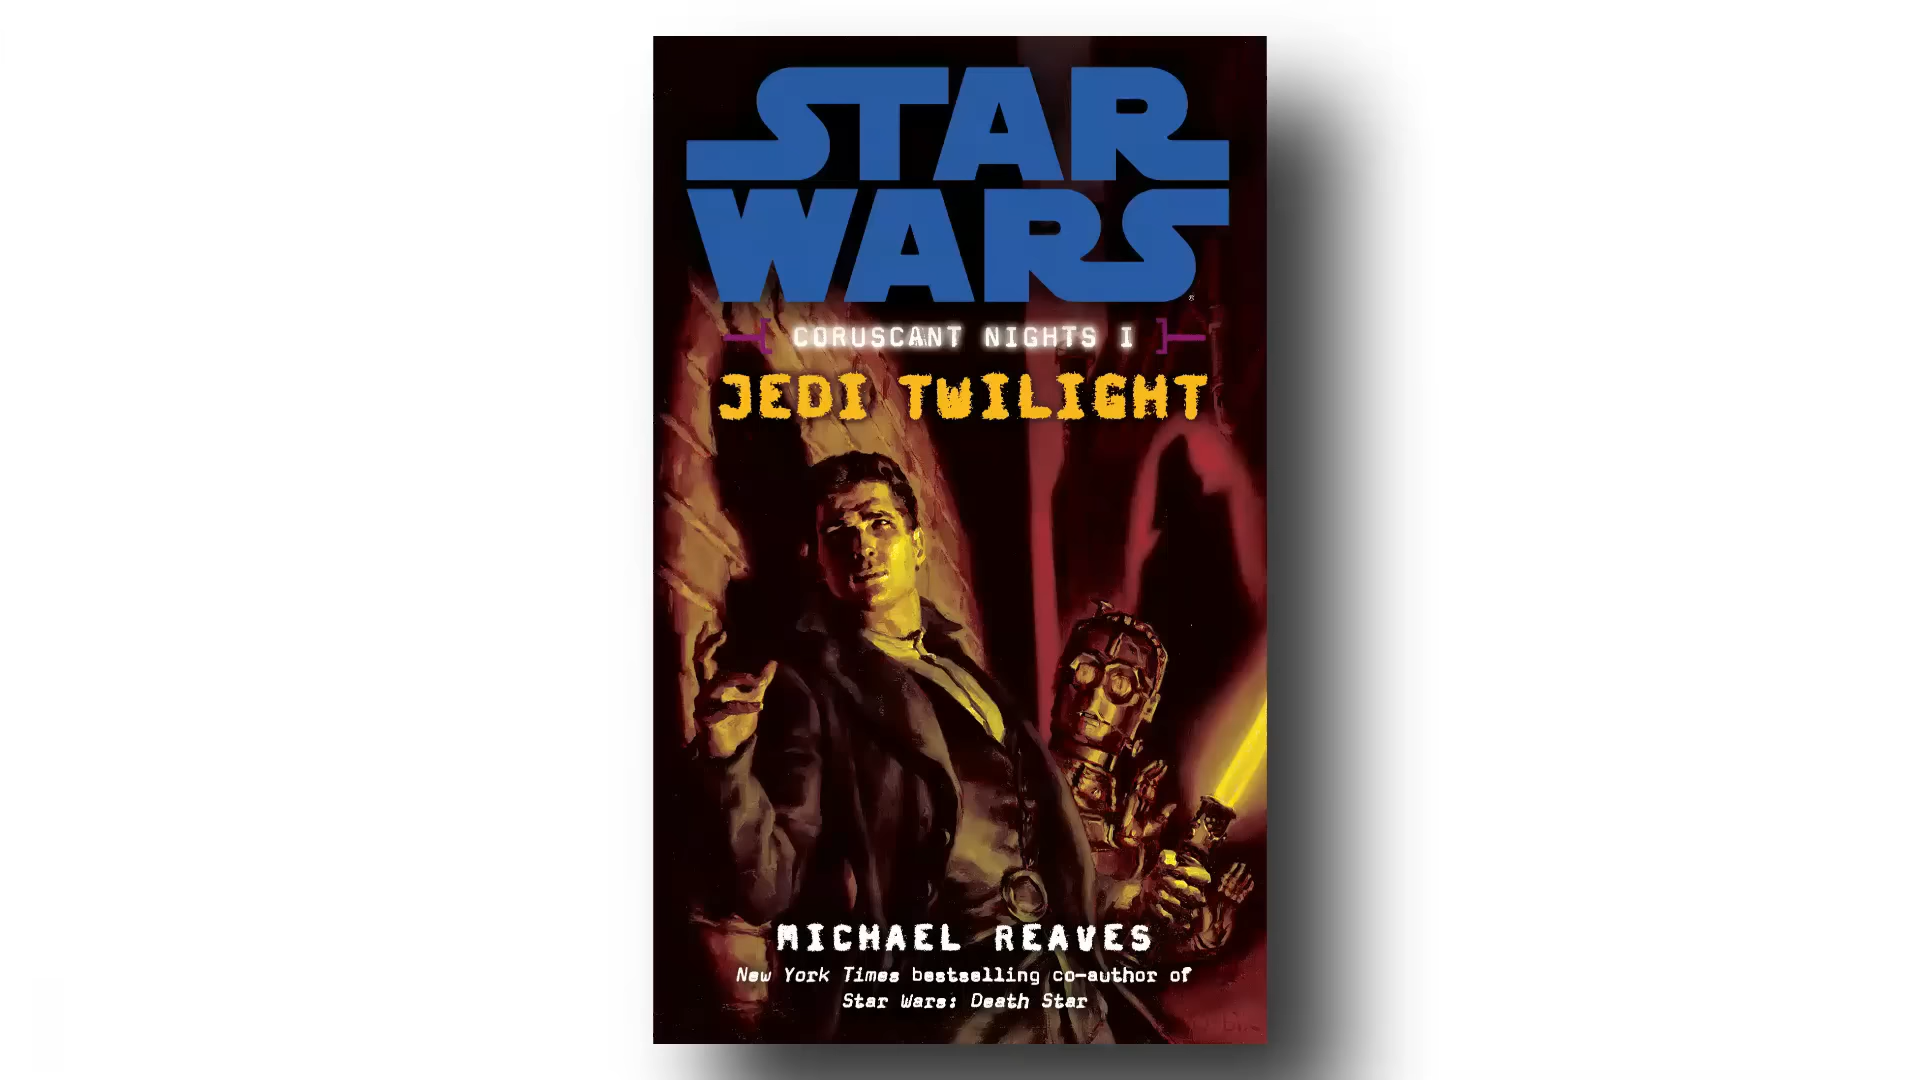 STAR
WARS
CORUSCANT NIGHTS I
JEDI TWILIGHT
MICHAEL REAVES
New York Times bestselling co-author of
Star Wars: Death Star